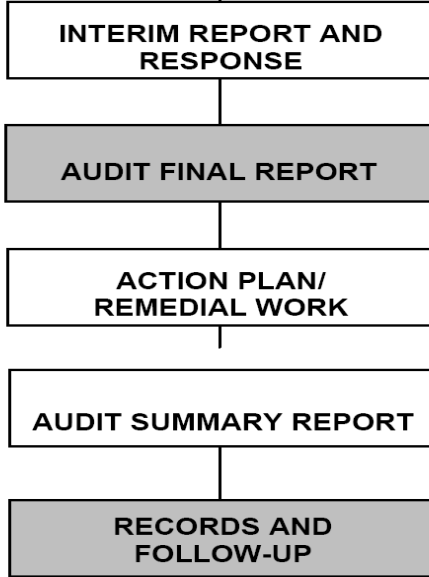 INTERIM REPORT AND
RESPONSE
AUDIT FINAL REPORT
ACTION PLAN/
REMEDIAL WORK
AUDIT SUMMARY REPORT
RECORDS AND
FOLLOW-UP